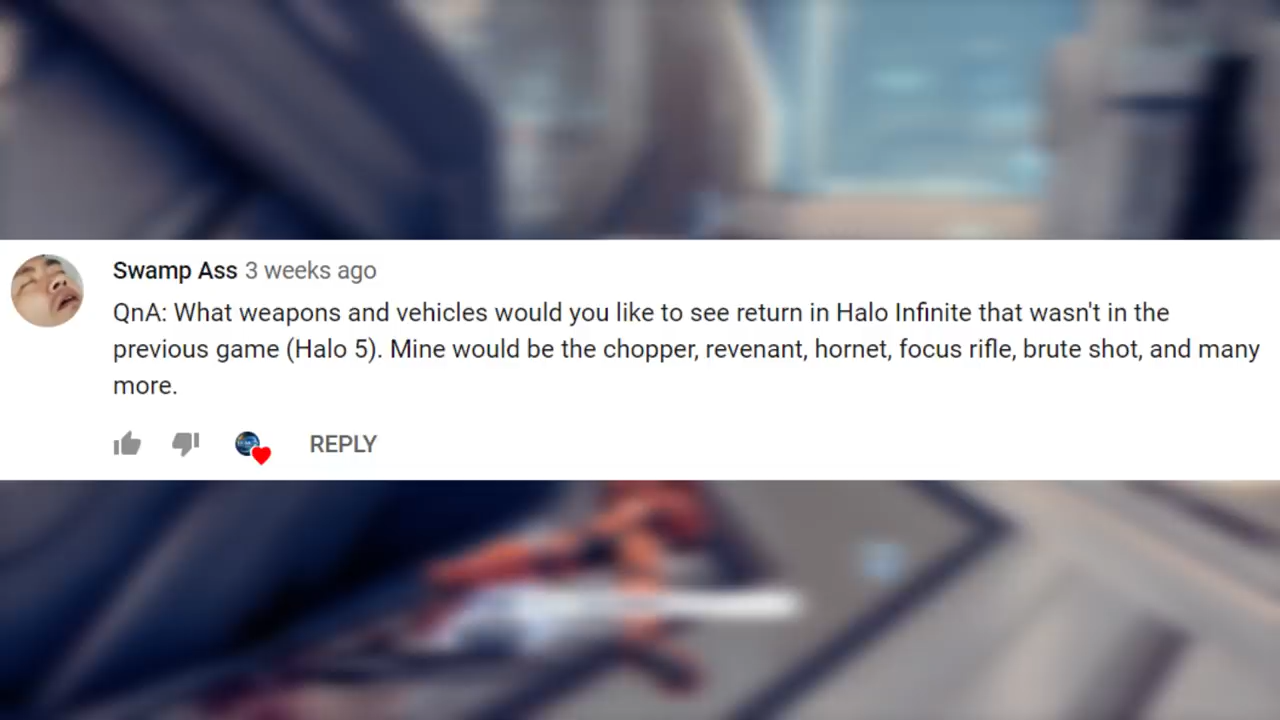 Swamp Ass 3 weeks ago
QnA: What weapons and vehicles would you like to see return in Halo Infinite that wasn't in the
previous game (Halo 5). Mine would be the chopper, revenant, hornet, focus rifle, brute shot, and many
more.
REPLY